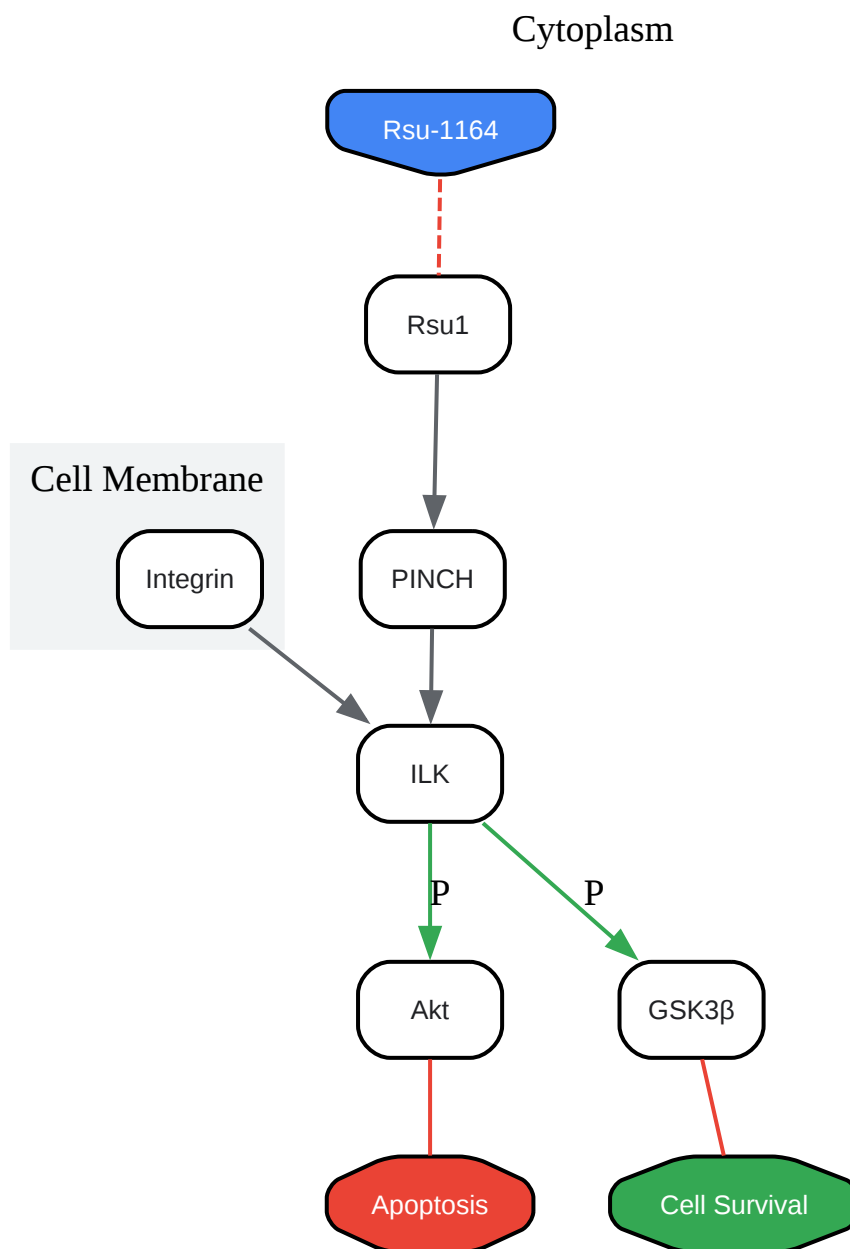 Cytoplasm
Rsu-1164
Rsu1
Cell Membrane
Integrin
PINCH
ILK
P
P
Akt
GSK3β
Apoptosis
Cell Survival